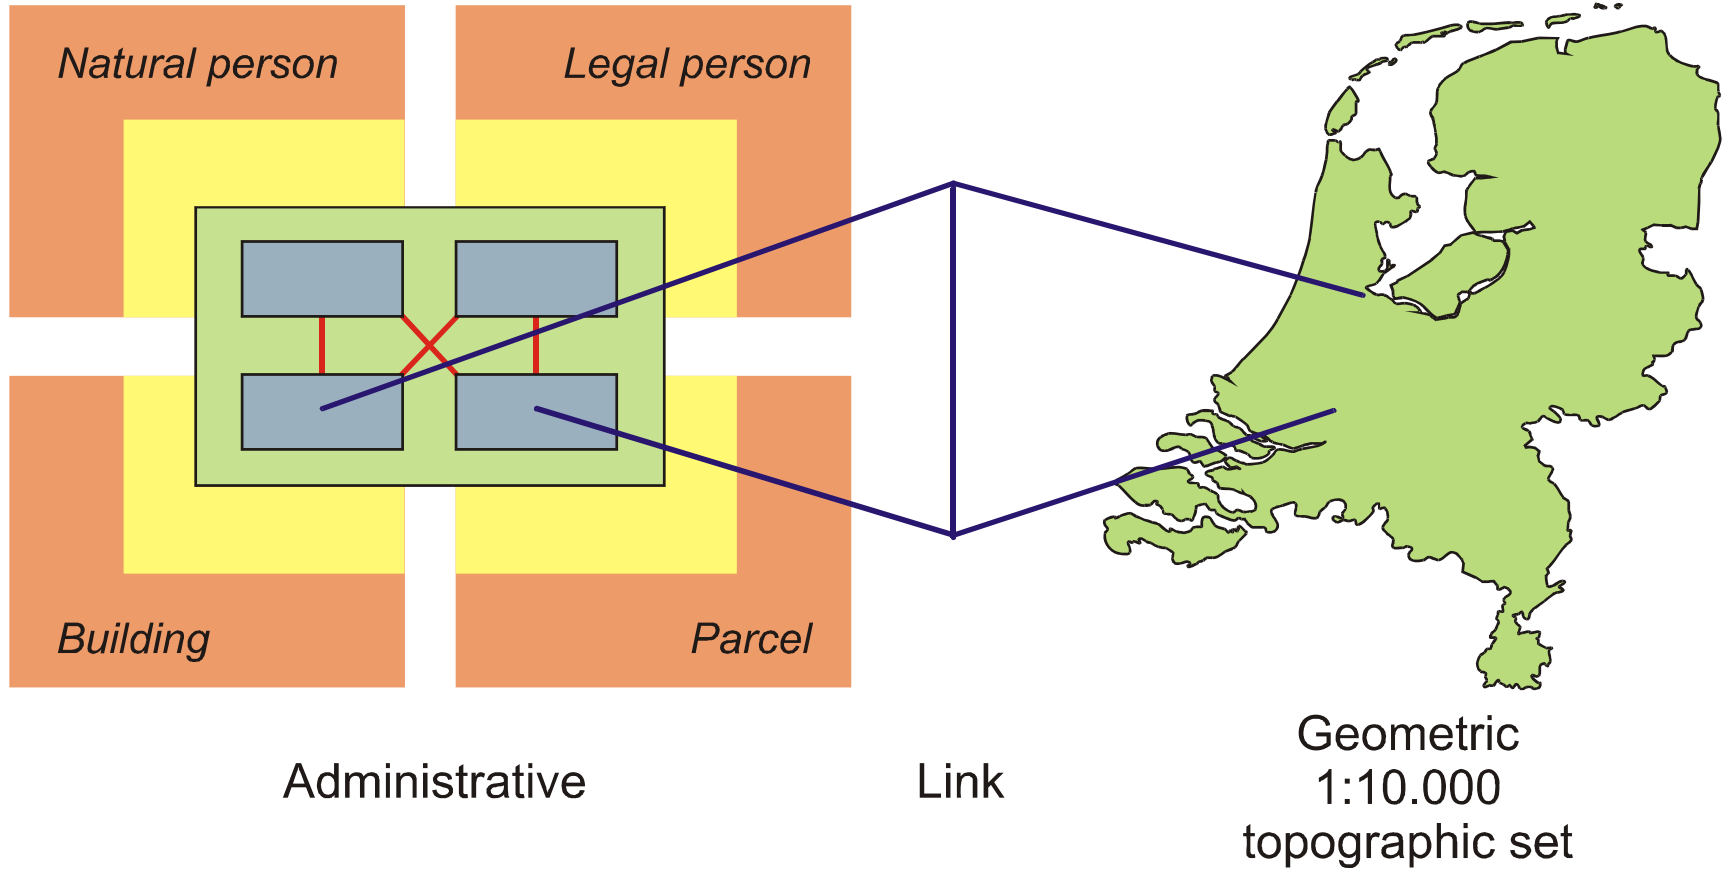 Natural person
Legal person
Building
Parcel
Administrative
Link
Geometric
1:10.000
topographic set